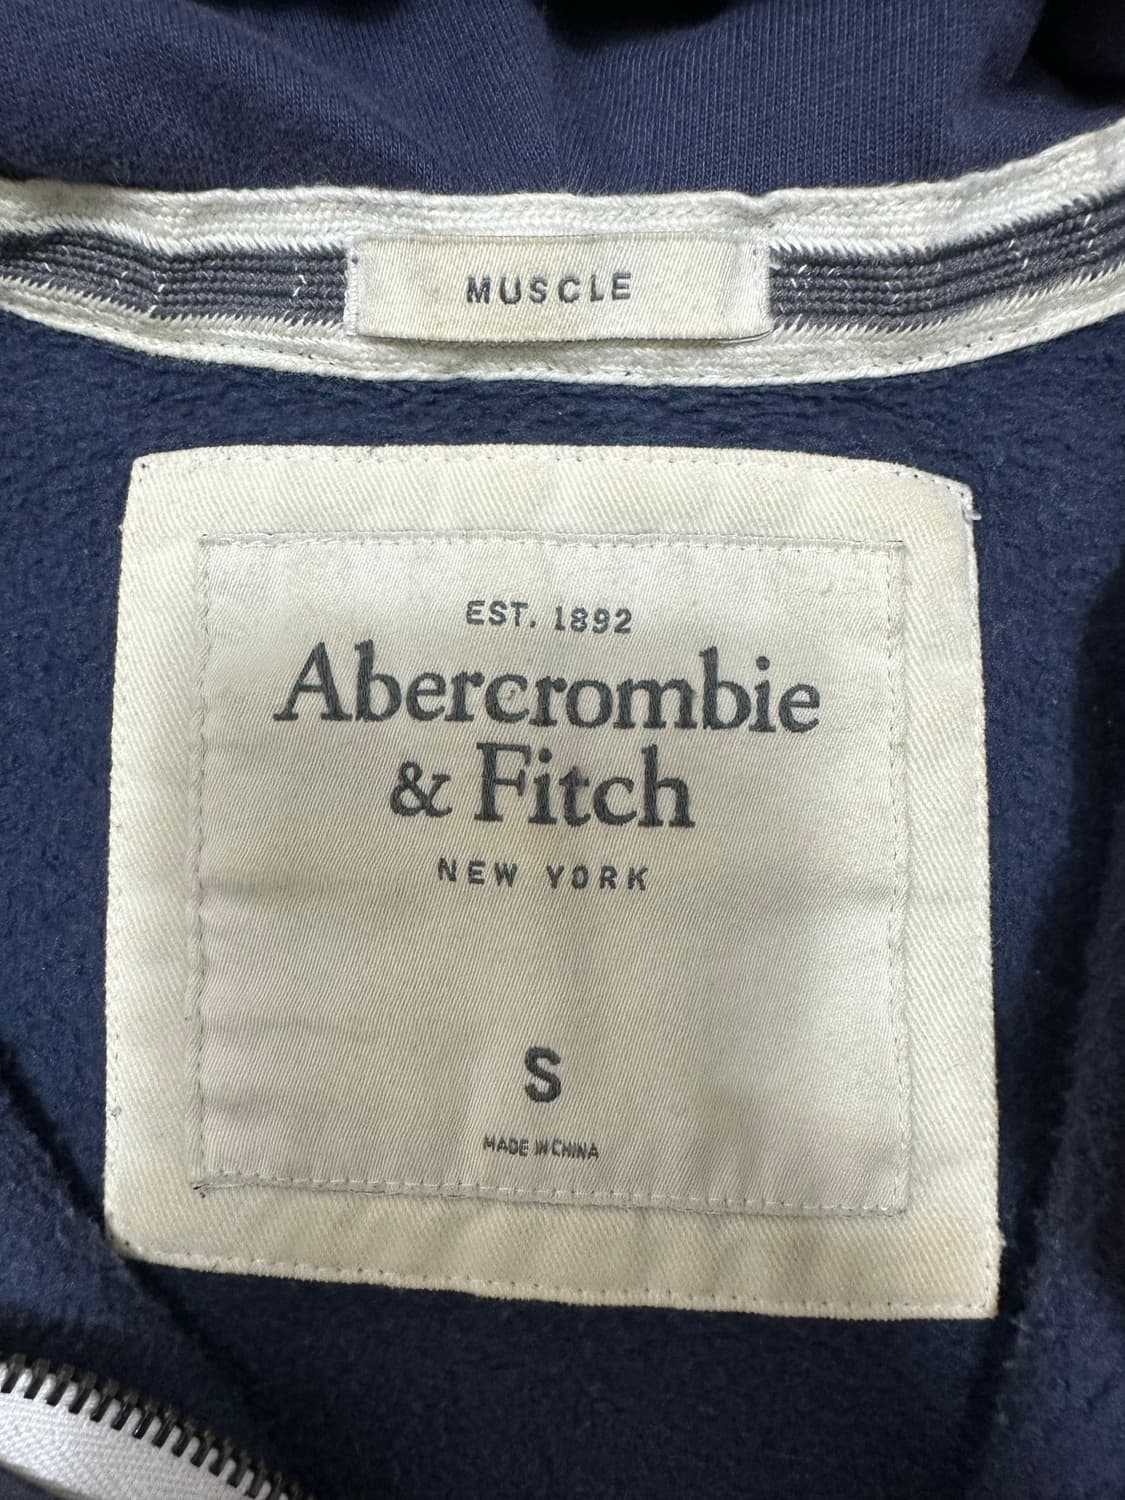 MUSCLE
EST. 1892
Abercrombie
& Fitch
NEW YORK
S
MADE IN CHINA